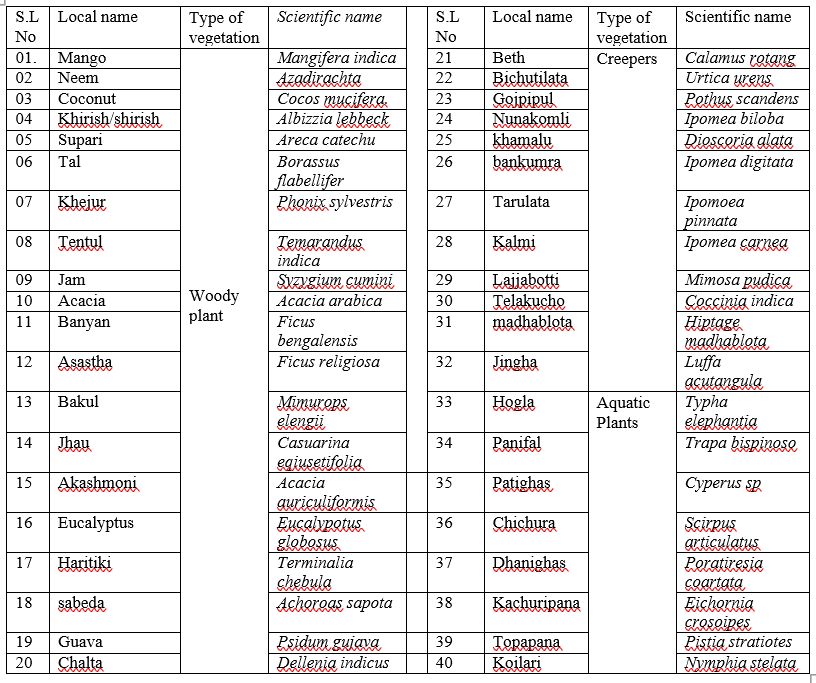 S.L Local name Type of Scientific name S.L Local name Type of Scientific name
No vegetation No vegetation
01. Mango Mangifera indica 21 Beth Creepers Calamus rotang
02 Neem Azadirachta 22 Bichutilata Urtica urens
03 Coconut Cocos mucifera, 23 Gojpipul Pothus scandens
04 Khirish/shirish Albizzia lebbeck 24 Nunakomli Ipomea biloba
05 Supari Areca catechu 25 khamalu Dioscoria alata
06 Tal Borassus 26 bankumra Ipomea digitata
flabellifer
07 Khejur Phonix sylvestris 27 Tarulata Ipomoea
pinnata
08 Tentul Temarandus 28 Kalmi Ipomea carnea
indica
09 Jam Syzygium cumini 29 Lajjabotti Mimosa pudica
10 Acacia Woody Acacia arabica 30 Telakucho Coccinia indica
11 Banyan plant Ficus 31 madhablota Hiptage
bengalensis madhablota
12 Asastha Ficus religiosa 32 Jingha Luffa
acutangula
13 Bakul Mimurops 33 Hogla Aquatic Typha
elengii Plants elephantia
14 Jhau Casuarina 34 Panifal Trapa bispinoso
eqiusetifolia
15 Akashmoni Acacia 35 Patighas Cyperus sp
auriculiformis
16 Eucalyptus Eucalypotus 36 Chichura Scirpus
globosus articulatus
17 Haritiki Terminalia 37 Dhanighas Poratiresia
chebula coartata
18 sabeda Achoroas sapota 38 Kachuripana Eichornia
crosoipes
19 Guava Psidum gujava 39 Topapana Pistia stratiotes
20 Chalta Dellenia indicus 40 Koilari Nymphia stelata